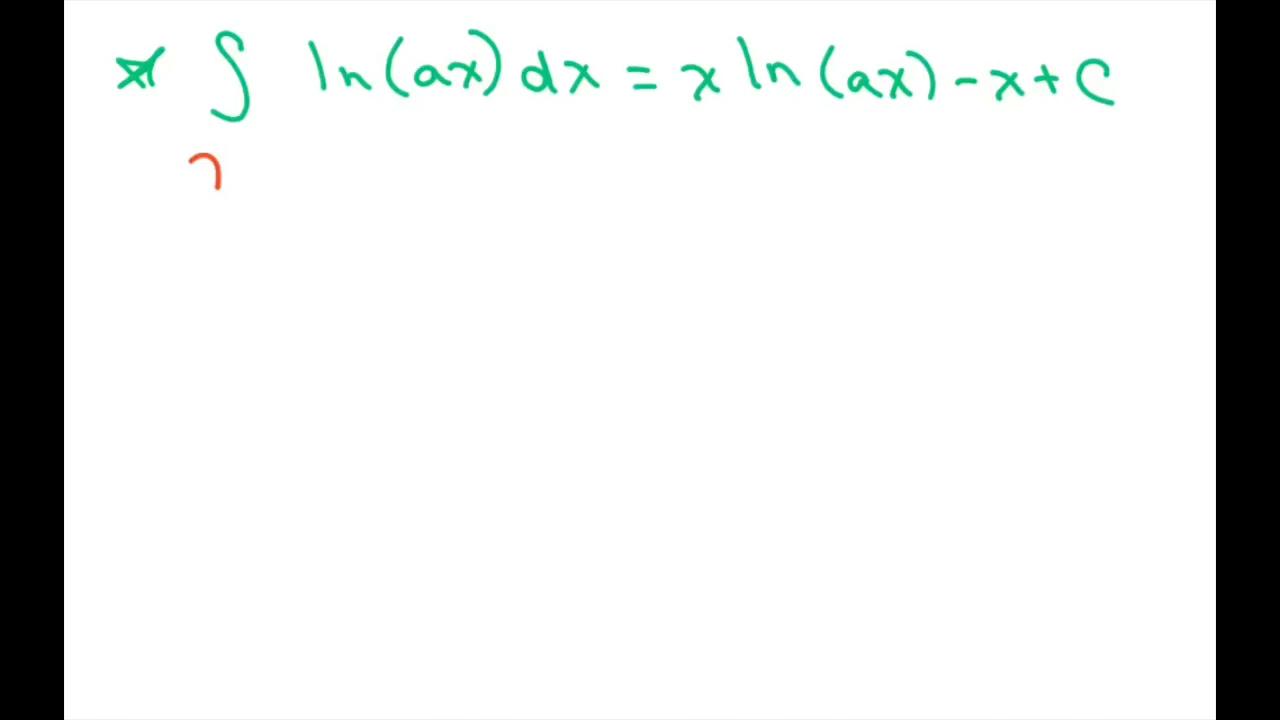 ☆ ∫ ln(ax) dx = x ln(ax) - x + C